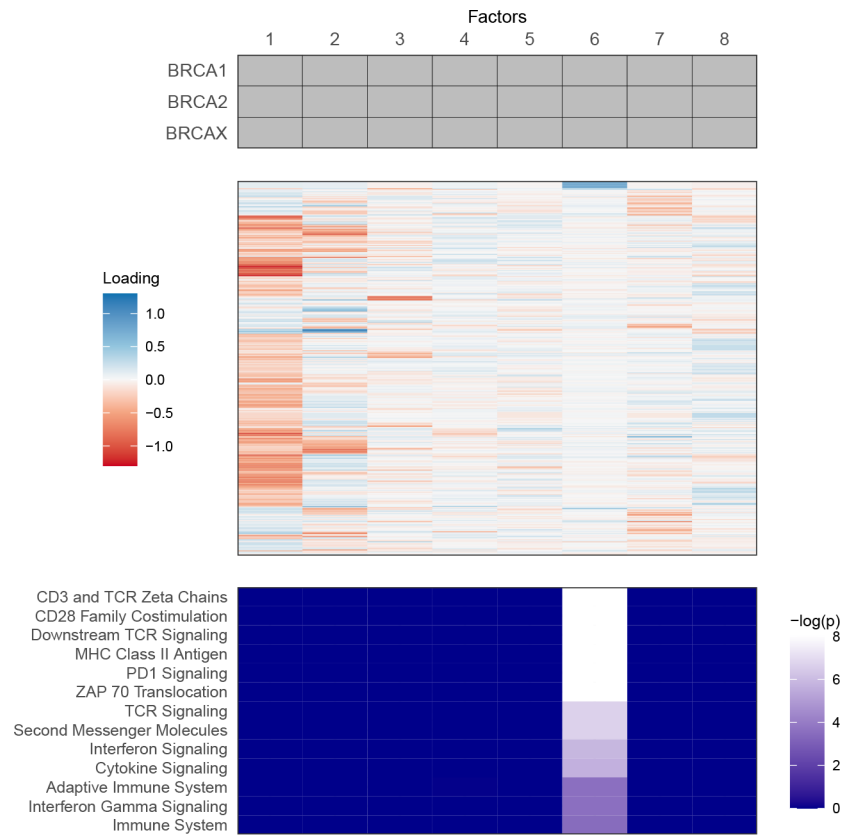 Factors
1 2 3 4 5 6 7 8
BRCA1
BRCA2
BRCAX
Loading
1.0
0.5
0.0
−0.5
−1.0
CD3 and TCR Zeta Chains
CD28 Family Costimulation
Downstream TCR Signaling
MHC Class II Antigen
PD1 Signaling
ZAP 70 Translocation
TCR Signaling
Second Messenger Molecules
Interferon Signaling
Cytokine Signaling
Adaptive Immune System
Interferon Gamma Signaling
Immune System
−log(p)
8
6
4
2
0